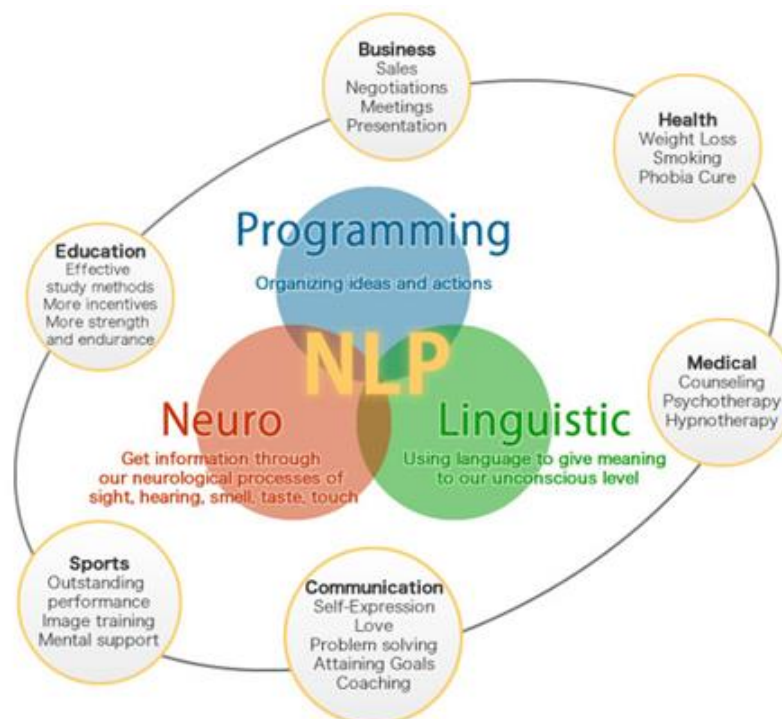 Business
Sales
Negotiations
Meetings
Presentation
Health
Weight Loss
Smoking
Phobia Cure
Programming
Organizing ideas and actions
Education
Effective
study methods
More incentives
More strength
and endurance
NLP
Medical
Counseling
Psychotherapy
Hypnotherapy
Neuro
Get information through
our neurological processes of
sight, hearing, smell, taste, touch
Linguistic
Using language to give meaning
to our unconscious level
Sports
Outstanding
performance
Image training
Mental support
Communication
Self-Expression
Love
Problem solving
Attaining Goals
Coaching